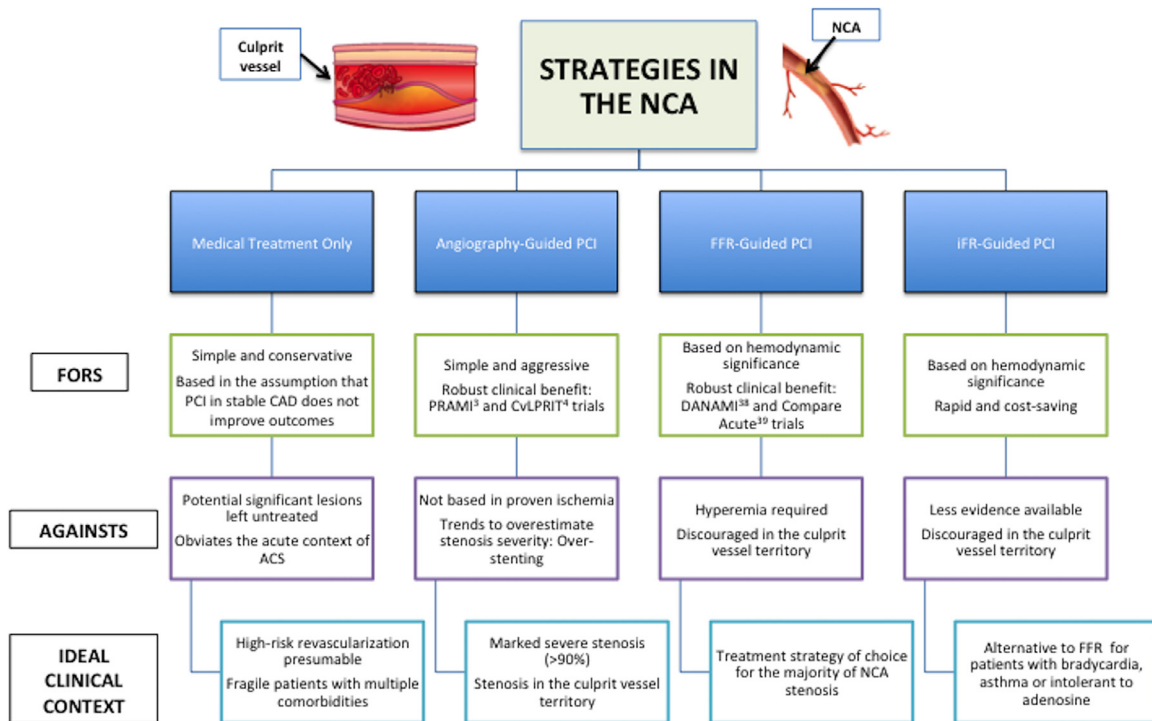 Culprit
vessel
STRATEGIES IN
THE NCA
NCA
Medical Treatment Only
Angiography-Guided PCI
FFR-Guided PCI
iFR-Guided PCI
FORS
Simple and conservative
Based in the assumption that
PCI in stable CAD does not
improve outcomes
Simple and aggressive
Robust clinical benefit:
PRAMI³ and CvLPRIT⁴ trials
Based on hemodynamic
significance
Robust clinical benefit:
DANAMI³⁸ and Compare
Acute³⁹ trials
Based on hemodynamic
significance
Rapid and cost-saving
AGAINSTS
Potential significant lesions
left untreated
Obviates the acute context of
ACS
Not based in proven ischemia
Trends to overestimate
stenosis severity: Over-
stenting
Hyperemia required
Discouraged in the culprit
vessel territory
Less evidence available
Discouraged in the culprit
vessel territory
IDEAL
CLINICAL
CONTEXT
High-risk revascularization
presumable
Fragile patients with multiple
comorbidities
Marked severe stenosis
(>90%)
Stenosis in the culprit vessel
territory
Treatment strategy of choice
for the majority of NCA
stenosis
Alternative to FFR for
patients with bradycardia,
asthma or intolerant to
adenosine